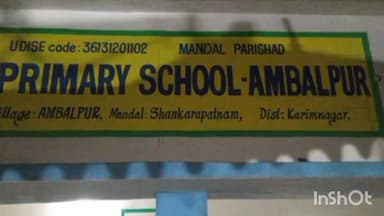 UDISE code: 36131201102 MANDAL PARISHAD
PRIMARY SCHOOL-AMBALPUR
Village: AMBALPUR, Mandal: Shankarapatnam, Dist: Karimnagar.
InShOt